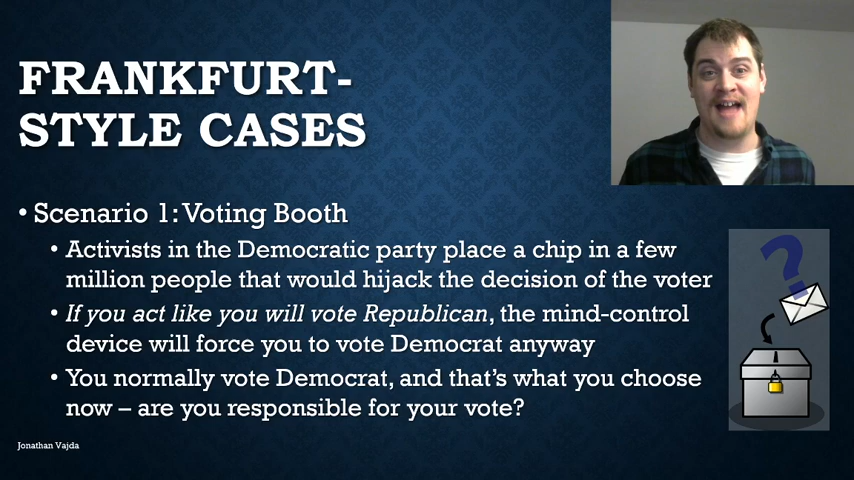 FRANKFURT-
STYLE CASES
• Scenario 1: Voting Booth
• Activists in the Democratic party place a chip in a few
million people that would hijack the decision of the voter
• If you act like you will vote Republican, the mind-control
device will force you to vote Democrat anyway
• You normally vote Democrat, and that's what you choose
now – are you responsible for your vote?
?
Jonathan Vajda